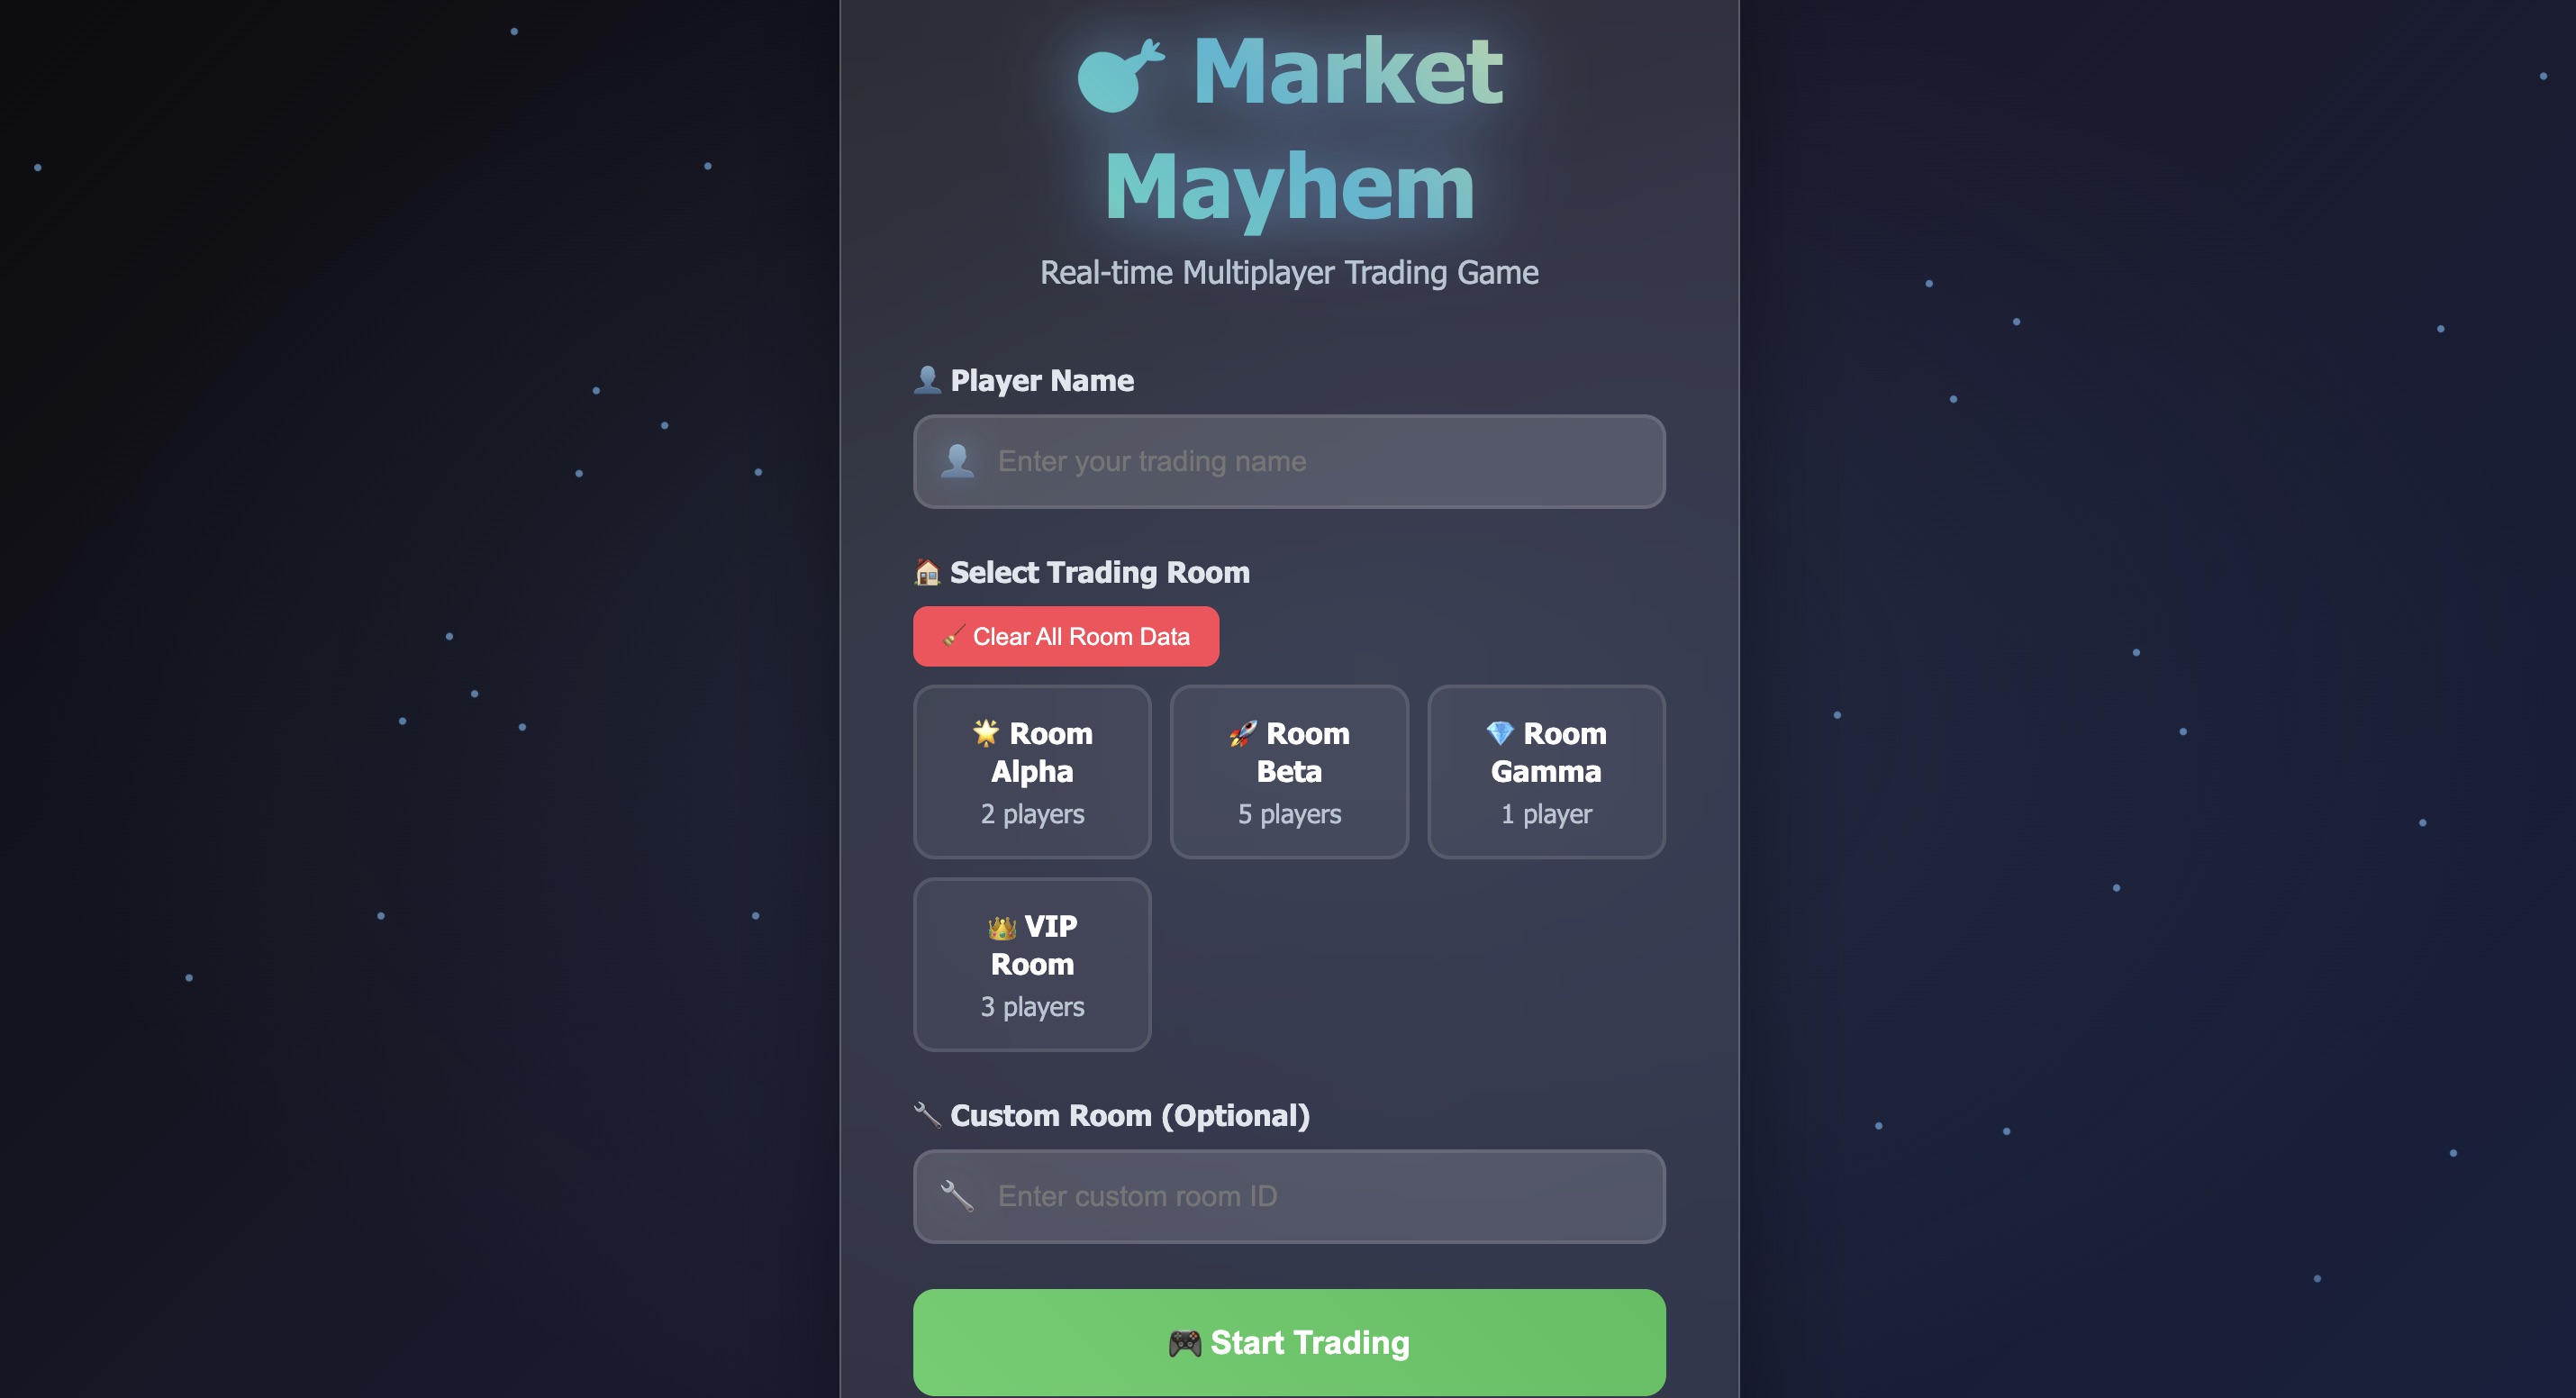 Market
Mayhem
Real-time Multiplayer Trading Game
Player Name
Enter your trading name
Select Trading Room
Clear All Room Data
Room
Alpha
2 players
Room
Beta
5 players
Room
Gamma
1 player
VIP
Room
3 players
Custom Room (Optional)
Enter custom room ID
Start Trading